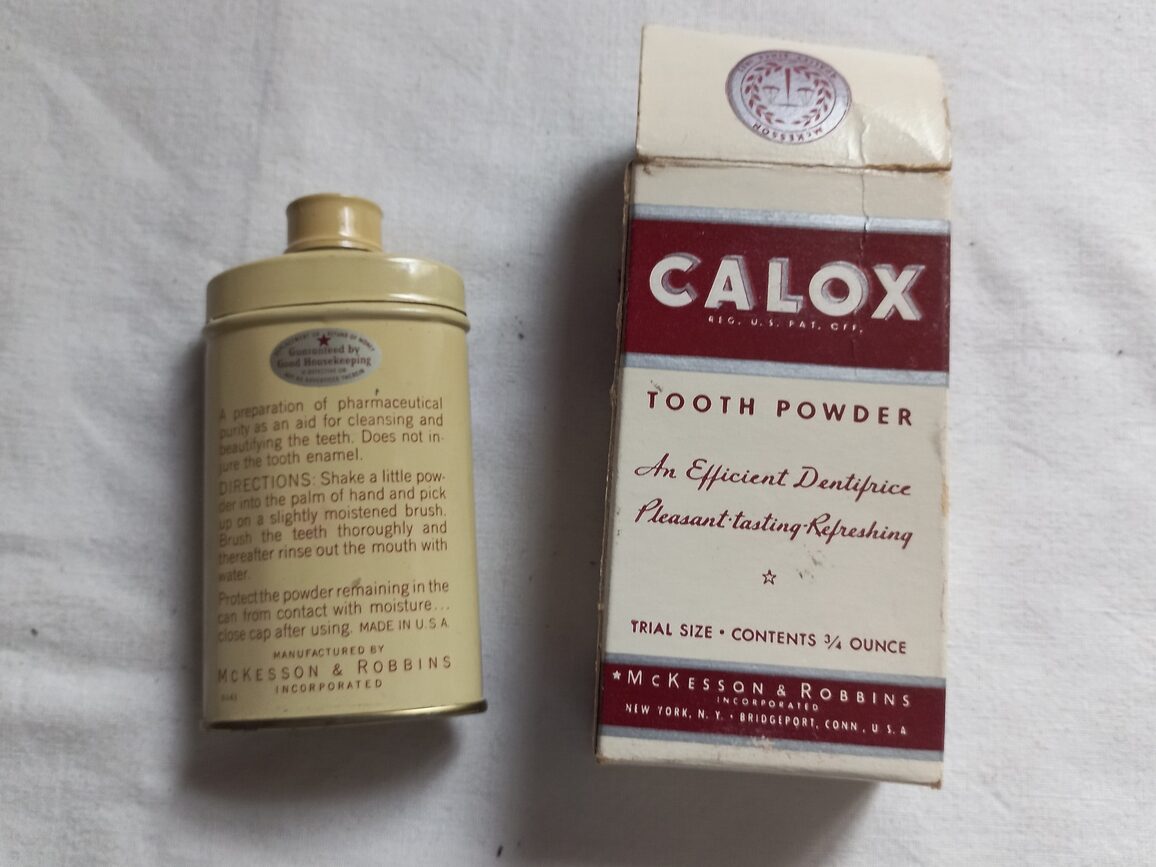 Guaranteed by
Good Housekeeping
A preparation of pharmaceutical
purity as an aid for cleansing and
beautifying the teeth. Does not in-
jure the tooth enamel.
DIRECTIONS: Shake a little pow-
der into the palm of hand and pick
up on a slightly moistened brush.
Brush the teeth thoroughly and
thereafter rinse out the mouth with
water.
Protect the powder remaining in the
can from contact with moisture...
close cap after using. MADE IN U.S.A.
MANUFACTURED BY
McKESSON & ROBBINS
INCORPORATED
McKESSON
CALOX
REG. U.S. PAT. OFF.
TOOTH POWDER
An Efficient Dentifrice
Pleasant-tasting-Refreshing
TRIAL SIZE • CONTENTS 3/4 OUNCE
McKESSON & ROBBINS
INCORPORATED
NEW YORK, N.Y. • BRIDGEPORT, CONN., U.S.A